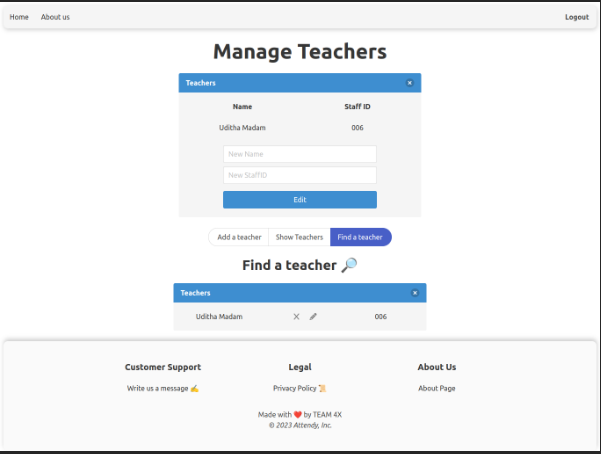 Home About us Logout
Manage Teachers
Teachers
Name Staff ID
Uditha Madam 006
New Name
New StaffID
Edit
Add a teacher Show Teachers Find a teacher
Find a teacher 🔎
Teachers
Uditha Madam 006
Customer Support Legal About Us
Write us a message ✍️ Privacy Policy 📜 About Page
Made with ❤️ by TEAM 4X
© 2023 Attendy, Inc.